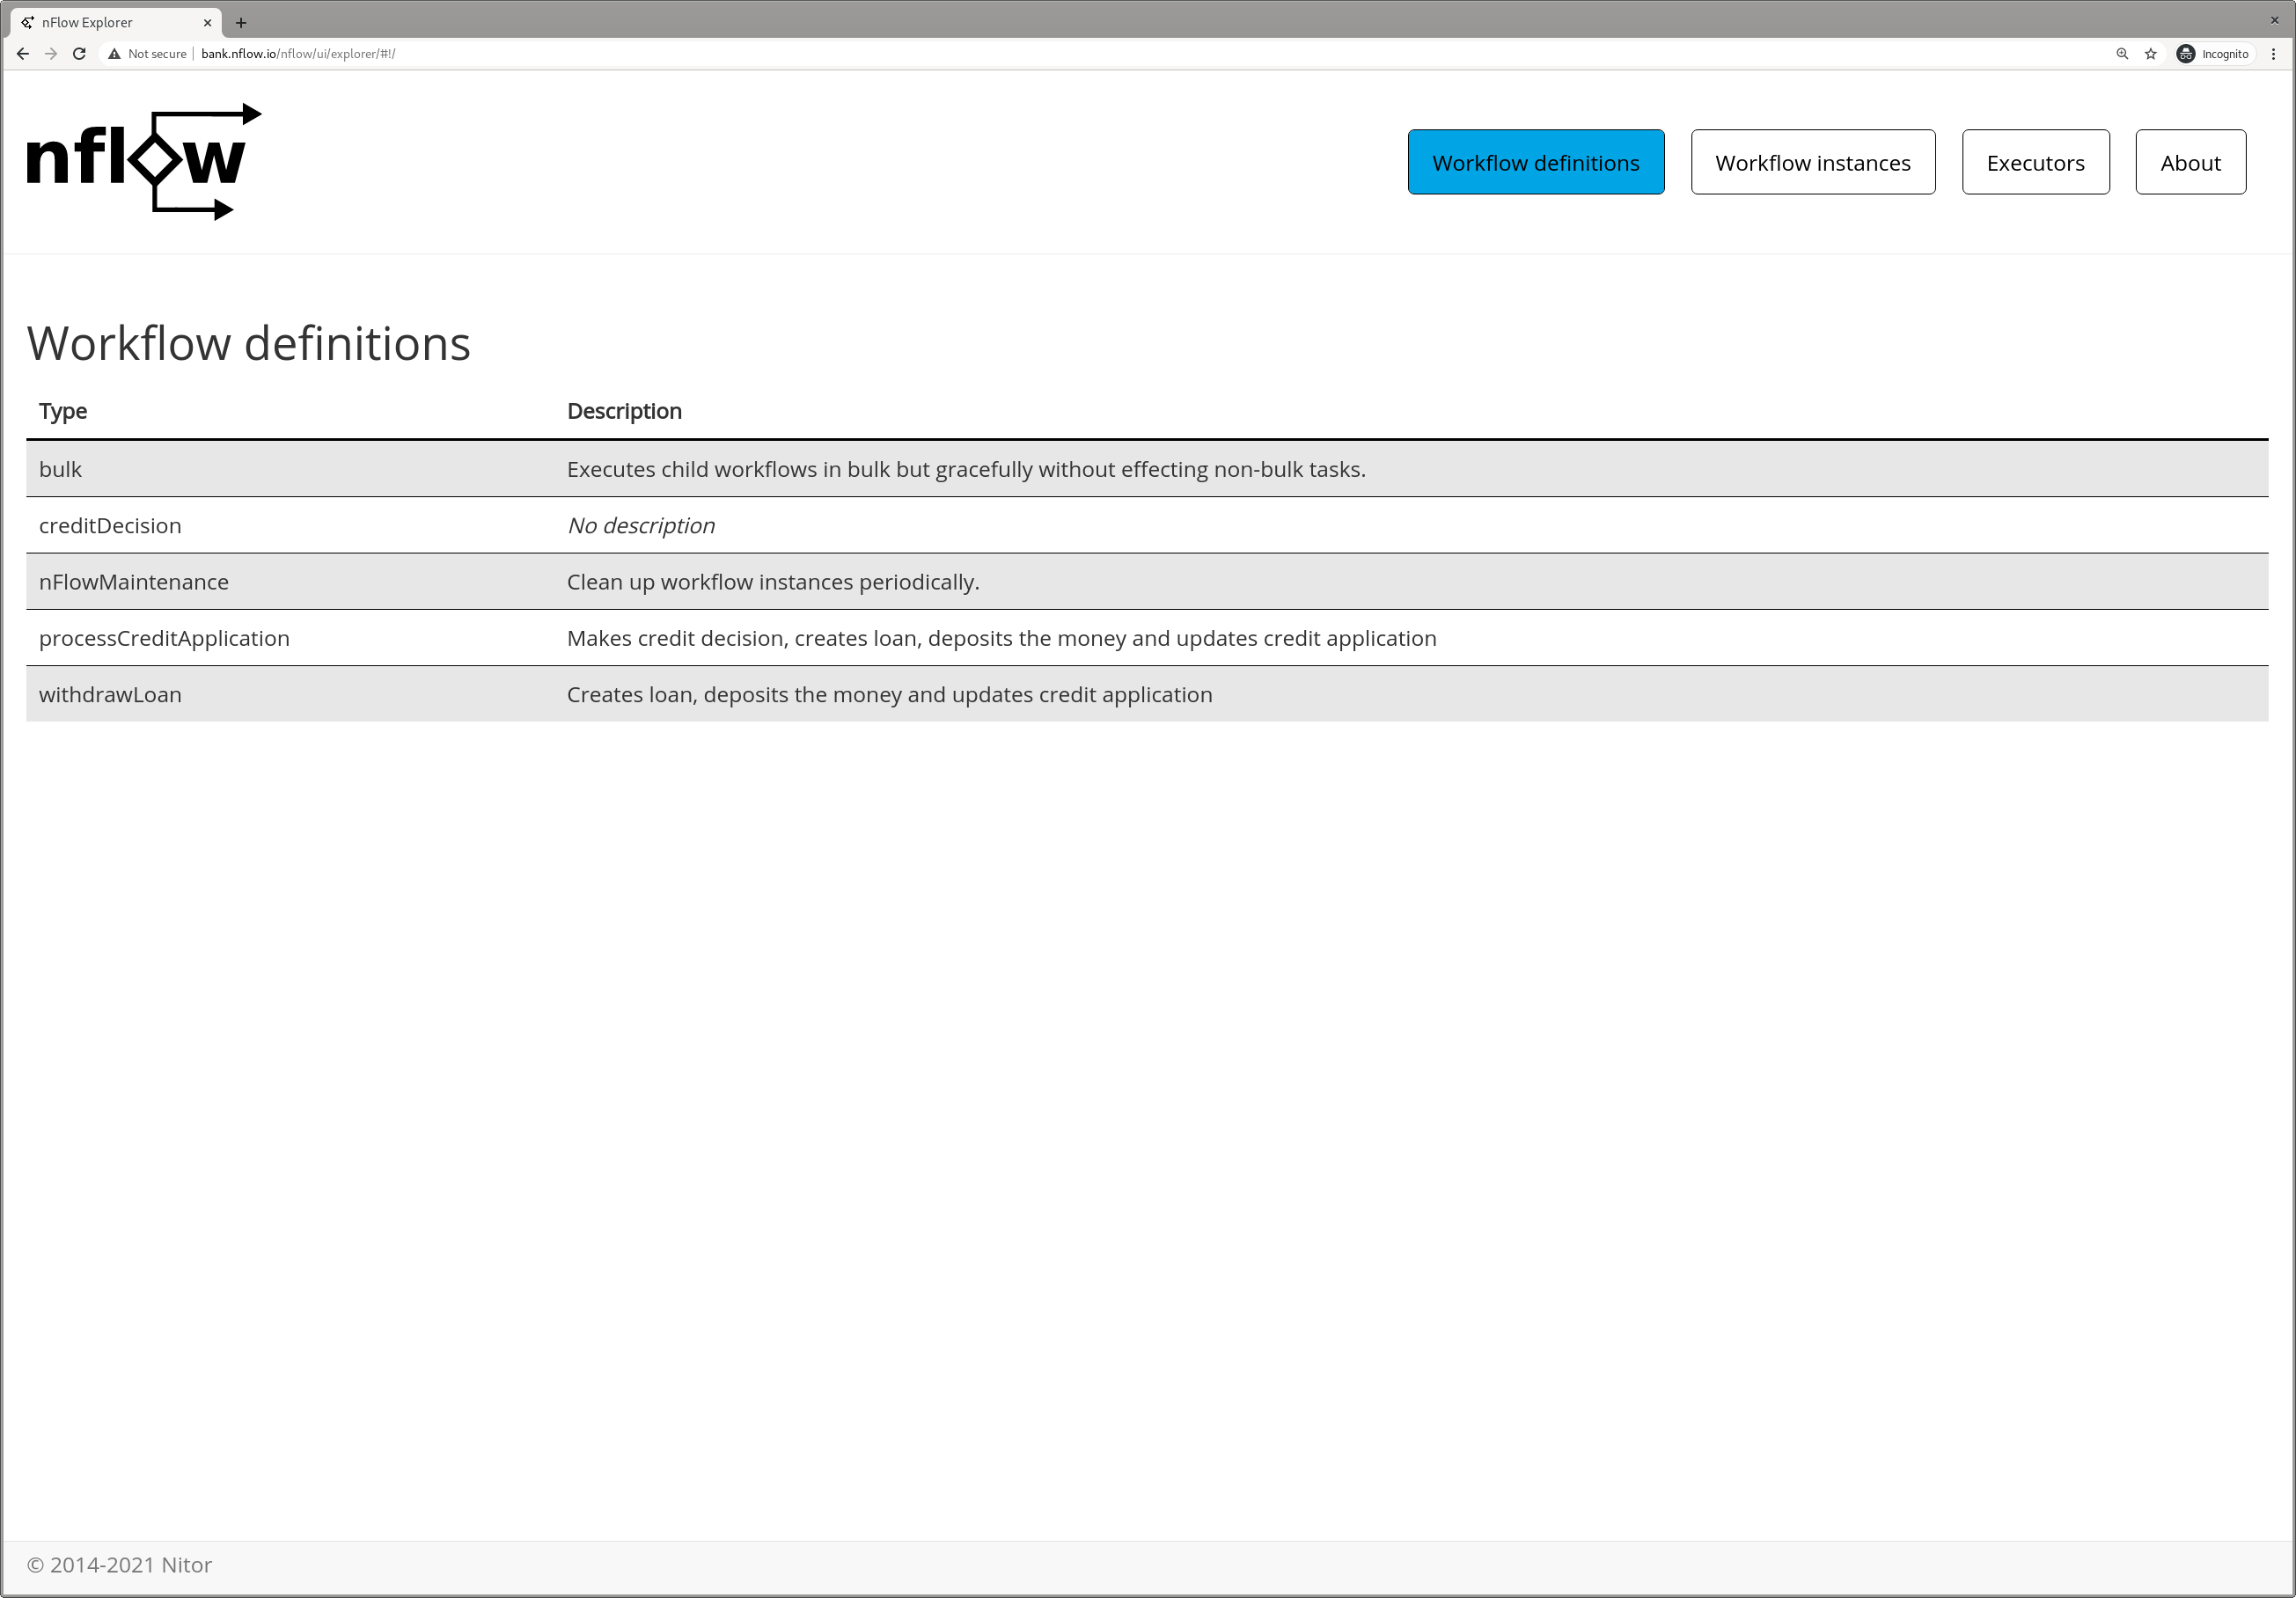 nFlow Explorer
Not secure bank.nflow.io/nflow/ui/explorer/#!/ Incognito
nflow
Workflow definitions Workflow instances Executors About
Workflow definitions
Type Description
bulk Executes child workflows in bulk but gracefully without effecting non-bulk tasks.
creditDecision No description
nFlowMaintenance Clean up workflow instances periodically.
processCreditApplication Makes credit decision, creates loan, deposits the money and updates credit application
withdrawLoan Creates loan, deposits the money and updates credit application
© 2014-2021 Nitor